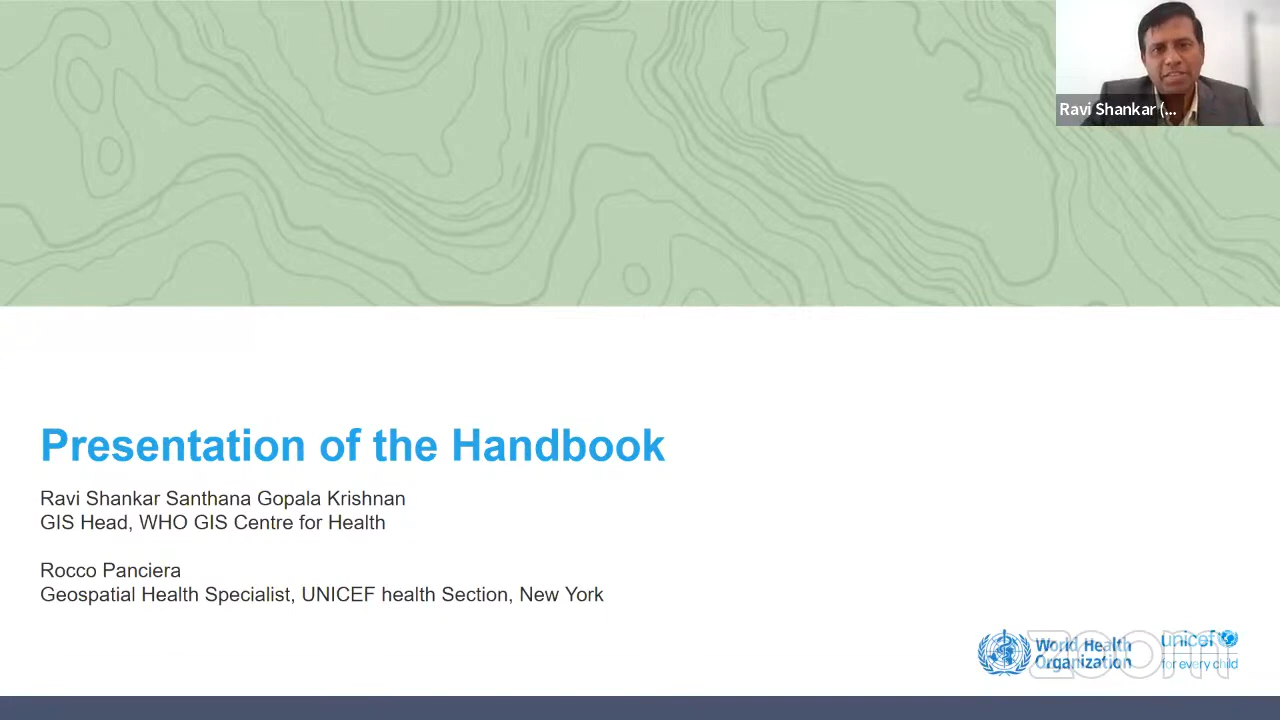 Ravi Shankar (...
Presentation of the Handbook
Ravi Shankar Santhana Gopala Krishnan
GIS Head, WHO GIS Centre for Health
Rocco Panciera
Geospatial Health Specialist, UNICEF health Section, New York
World Health
Organization
unicef
for every child
zoom